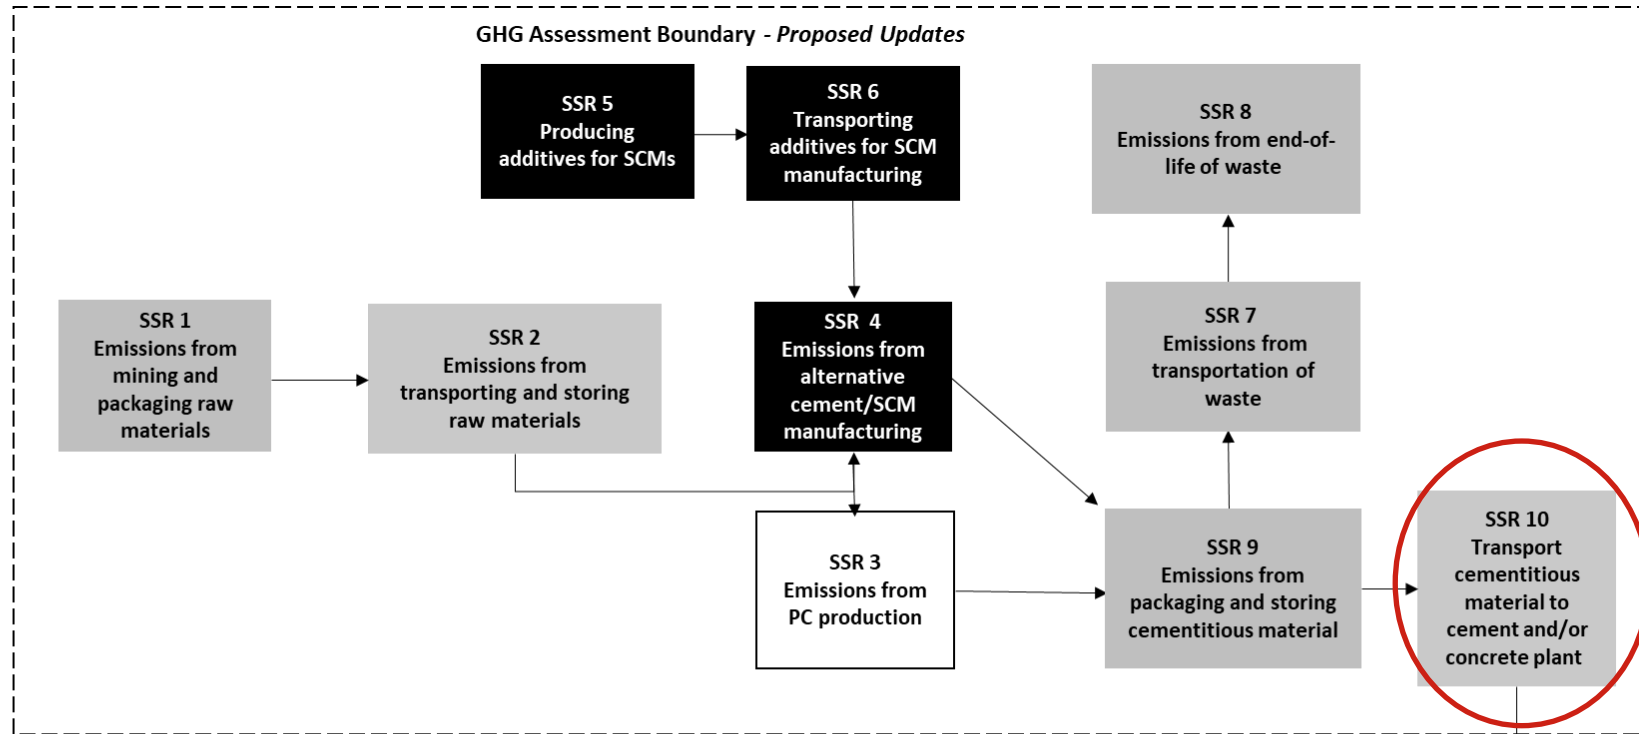 GHG Assessment Boundary - Proposed Updates
SSR 5
Producing
additives for SCMs
SSR 6
Transporting
additives for SCM
manufacturing
SSR 8
Emissions from end-of-
life of waste
SSR 1
Emissions from
mining and
packaging raw
materials
SSR 2
Emissions from
transporting and storing
raw materials
SSR 4
Emissions from
alternative
cement/SCM
manufacturing
SSR 7
Emissions from
transportation of
waste
SSR 3
Emissions from
PC production
SSR 9
Emissions from
packaging and storing
cementitious material
SSR 10
Transport
cementitious
material to
cement and/or
concrete plant